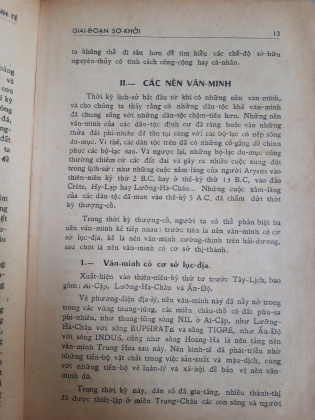 GIAI-ĐOẠN SƠ-KHỞI 13
ta không thể đi sâu hơn để tìm hiểu các chế-độ sở-hữu
nguyên-thủy có tính cách công-cộng hay cá-nhân.
II.— CÁC NỀN VĂN-MINH
Thời kỳ lịch-sử bắt đầu từ khi có những nền văn-minh,
và cho chúng ta thấy rằng có những dân-tộc khá văn-minh
đã chung sống với những dân-tộc chậm-tiến hơn. Những nền
văn-minh của các dân-tộc định cư đã ràng buộc vào những
thửa đất phì-nhiêu để tồn tại cùng với các bộ-lạc có nếp sống
du-mục. Vì thế, các dân tộc trên đã có những cố-gắng để chinh
phục các bộ-lạc sau. Và ngược lại, những bộ-lạc du-mục cũng
thường chiếm cứ các đất đai và gây ra nhiều cuộc xung đột
trong lịch-sử: như những cuộc xâm-lăng của người Aryens vào
thiên-niên kỷ thứ 2 B.C, hay ở thế-kỷ thứ 13 B.C, vào đảo
Crète, Hy-Lạp hay Lưỡng-Hà-Châu... Những cuộc xâm-lăng
của các dân tộc dã-man vào thế-kỷ 5 A.C, đã chấm dứt thời
kỳ thượng-cổ.
Trong thời kỳ thượng-cổ, người ta có thể phân biệt ba
nền văn-minh kế tiếp nhau: trước tiên là nền văn-minh có cơ
sở lục-địa, kế là nền văn-minh cường-thịnh trên hải-dương,
sau chót là nền văn-minh có cơ sở thị-thành.
1.— Văn-minh có cơ sở lục-địa.
Xuất-hiện vào thiên-niên-kỷ thứ tư trước Tây-Lịch, bao
gồm: Ai-Cập, Lưỡng-Hà-Châu và Ấn-Độ.
Về phương-diện địa-lý, nền văn-minh này đã nẩy nở trong
trong các vùng thung-lũng, các miền châu-thổ có đất phù-sa
phì-nhiêu, như thung-lũng sông NIL ở Ai-Cập, như Lưỡng-
Hà-Châu với sông EUPHRATE và sông TIGRE, như Ấn-Độ
với sông INDUS, cũng như sông Hoàng-Hà là nền tảng nền
văn-minh Trung-Hoa sau này. Nền kinh-tế đã phát-triển nhờ
những tiến-bộ vật chất trong việc sản-xuất và mậu-dịch, cùng
với những tiến-bộ về luân-lý và xã-hội để bảo vệ nền văn-
minh đó.
Trong thời kỳ này, dân số đã gia-tăng, nhiều thành-thị
đã được thiết-lập ở miền Trung-Châu các con sông và người